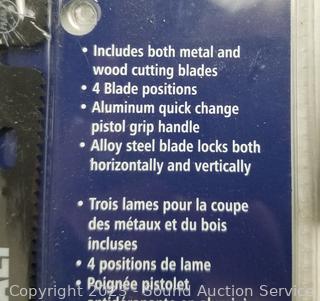 • Includes both metal and
wood cutting blades
• 4 Blade positions
• Aluminum quick change
pistol grip handle
• Alloy steel blade locks both
horizontally and vertically
• Trois lames pour la coupe
des métaux et du bois
incluses
• 4 positions de lame
• Poignée pistolet
Copyright 2023 - Sound Auction Service